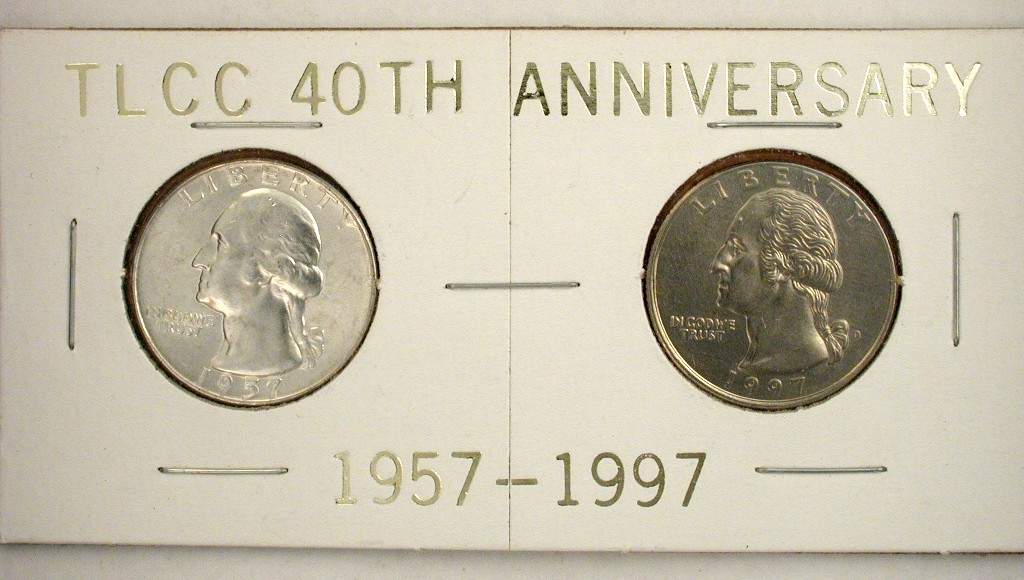 TLCC 40TH ANNIVERSARY
LIBERTY
IN GOD WE
TRUST
1957
LIBERTY
IN GOD WE
TRUST
D
1997
1957-1997